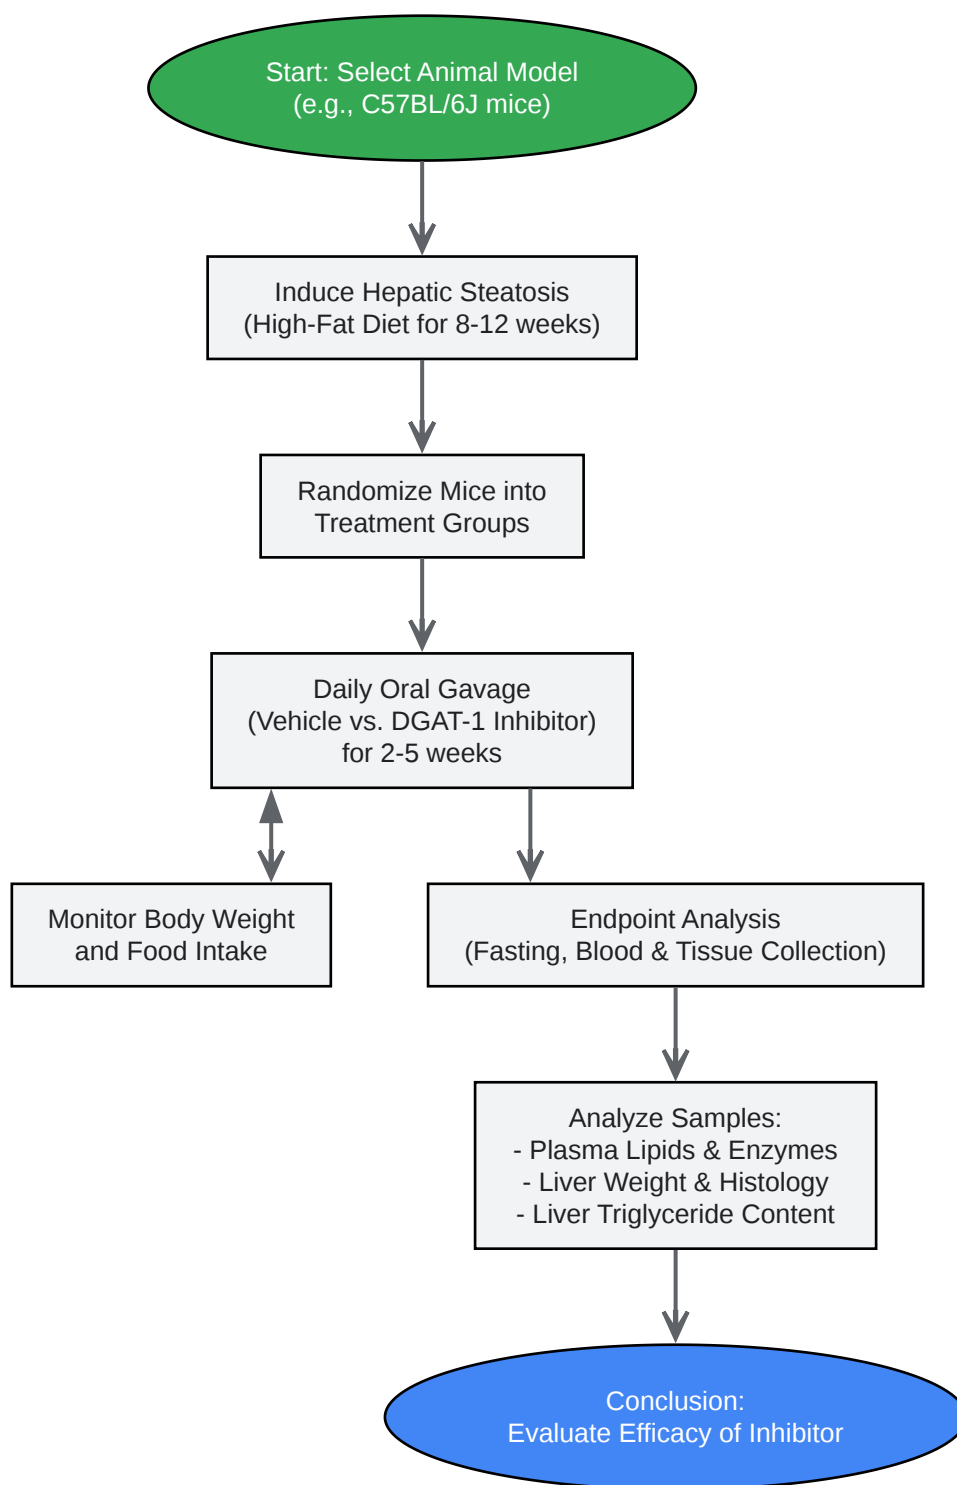 Start: Select Animal Model
(e.g., C57BL/6J mice)
Induce Hepatic Steatosis
(High-Fat Diet for 8-12 weeks)
Randomize Mice into
Treatment Groups
Daily Oral Gavage
(Vehicle vs. DGAT-1 Inhibitor)
for 2-5 weeks
Monitor Body Weight
and Food Intake
Endpoint Analysis
(Fasting, Blood & Tissue Collection)
Analyze Samples:
- Plasma Lipids & Enzymes
- Liver Weight & Histology
- Liver Triglyceride Content
Conclusion:
Evaluate Efficacy of Inhibitor